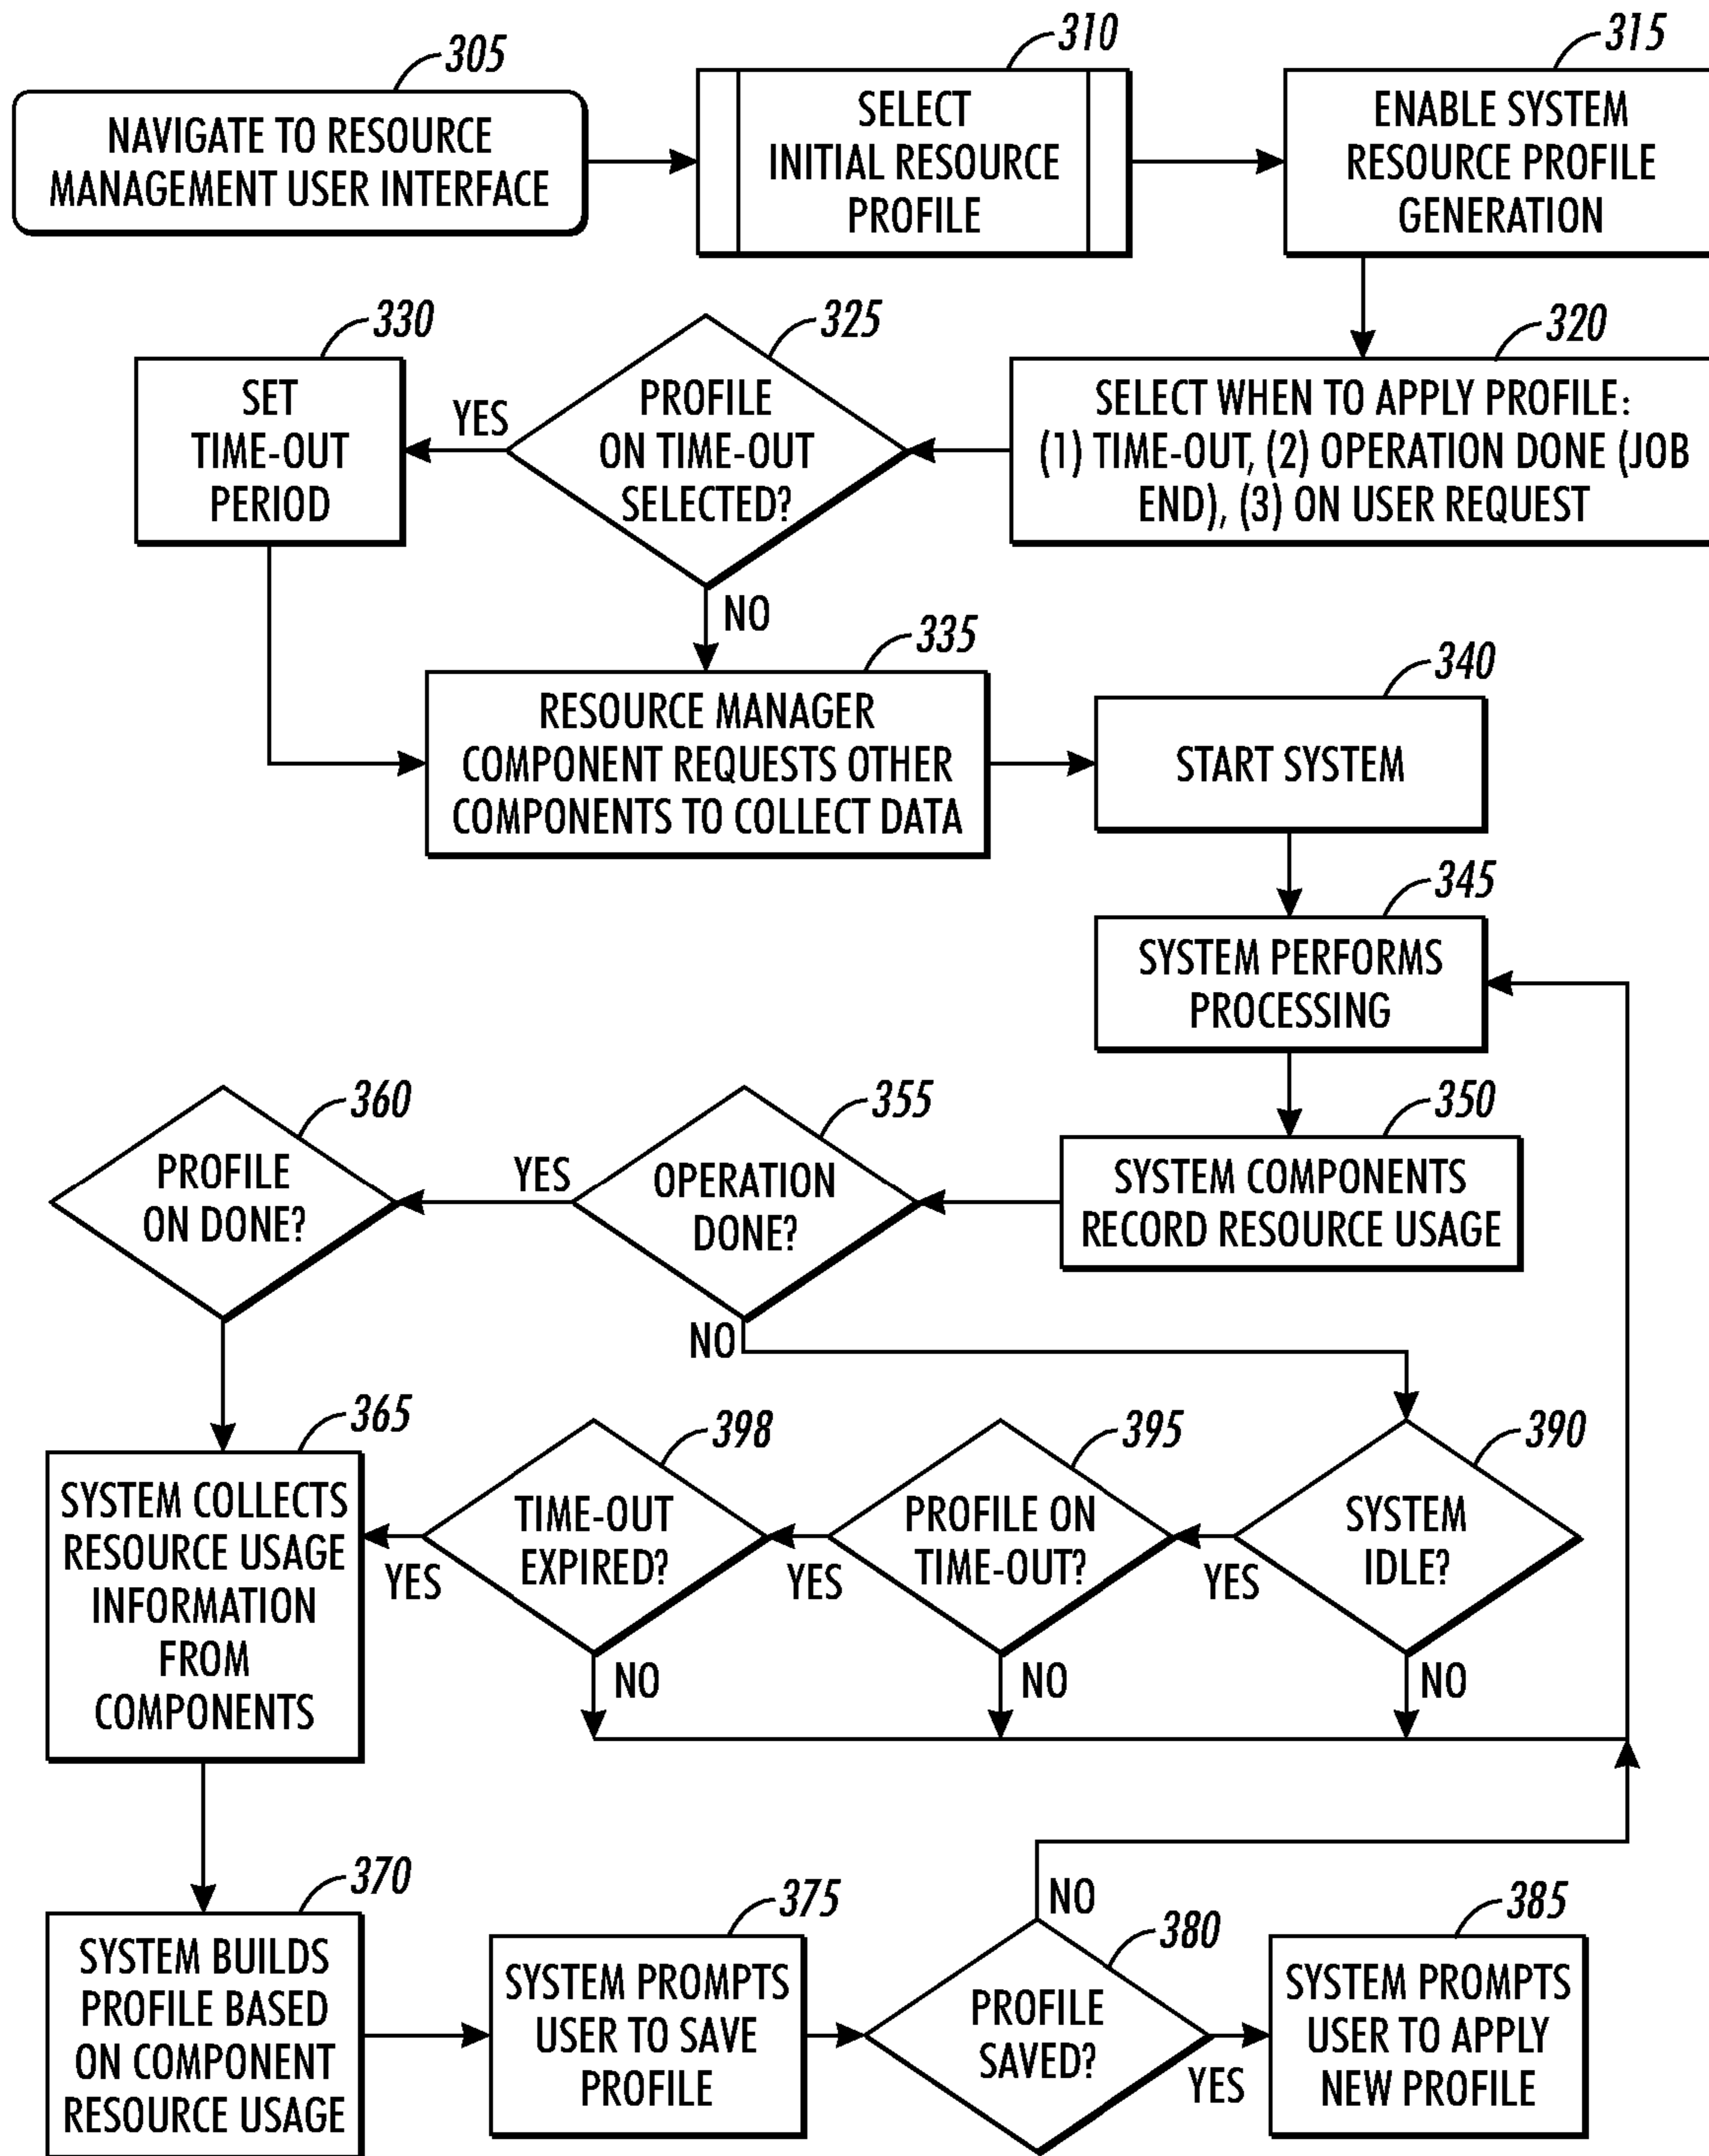 305
NAVIGATE TO RESOURCE
MANAGEMENT USER INTERFACE
310
SELECT
INITIAL RESOURCE
PROFILE
315
ENABLE SYSTEM
RESOURCE PROFILE
GENERATION
320
SELECT WHEN TO APPLY PROFILE:
(1) TIME-OUT, (2) OPERATION DONE (JOB
END), (3) ON USER REQUEST
325
PROFILE
ON TIME-OUT
SELECTED?
YES
NO
330
SET
TIME-OUT
PERIOD
335
RESOURCE MANAGER
COMPONENT REQUESTS OTHER
COMPONENTS TO COLLECT DATA
340
START SYSTEM
345
SYSTEM PERFORMS
PROCESSING
350
SYSTEM COMPONENTS
RECORD RESOURCE USAGE
355
OPERATION
DONE?
YES
NO
360
PROFILE
ON DONE?
365
SYSTEM COLLECTS
RESOURCE USAGE
INFORMATION
FROM
COMPONENTS
398
TIME-OUT
EXPIRED?
YES
NO
395
PROFILE ON
TIME-OUT?
YES
NO
390
SYSTEM
IDLE?
YES
NO
370
SYSTEM BUILDS
PROFILE BASED
ON COMPONENT
RESOURCE USAGE
375
SYSTEM PROMPTS
USER TO SAVE
PROFILE
380
PROFILE
SAVED?
NO
YES
385
SYSTEM PROMPTS
USER TO APPLY
NEW PROFILE